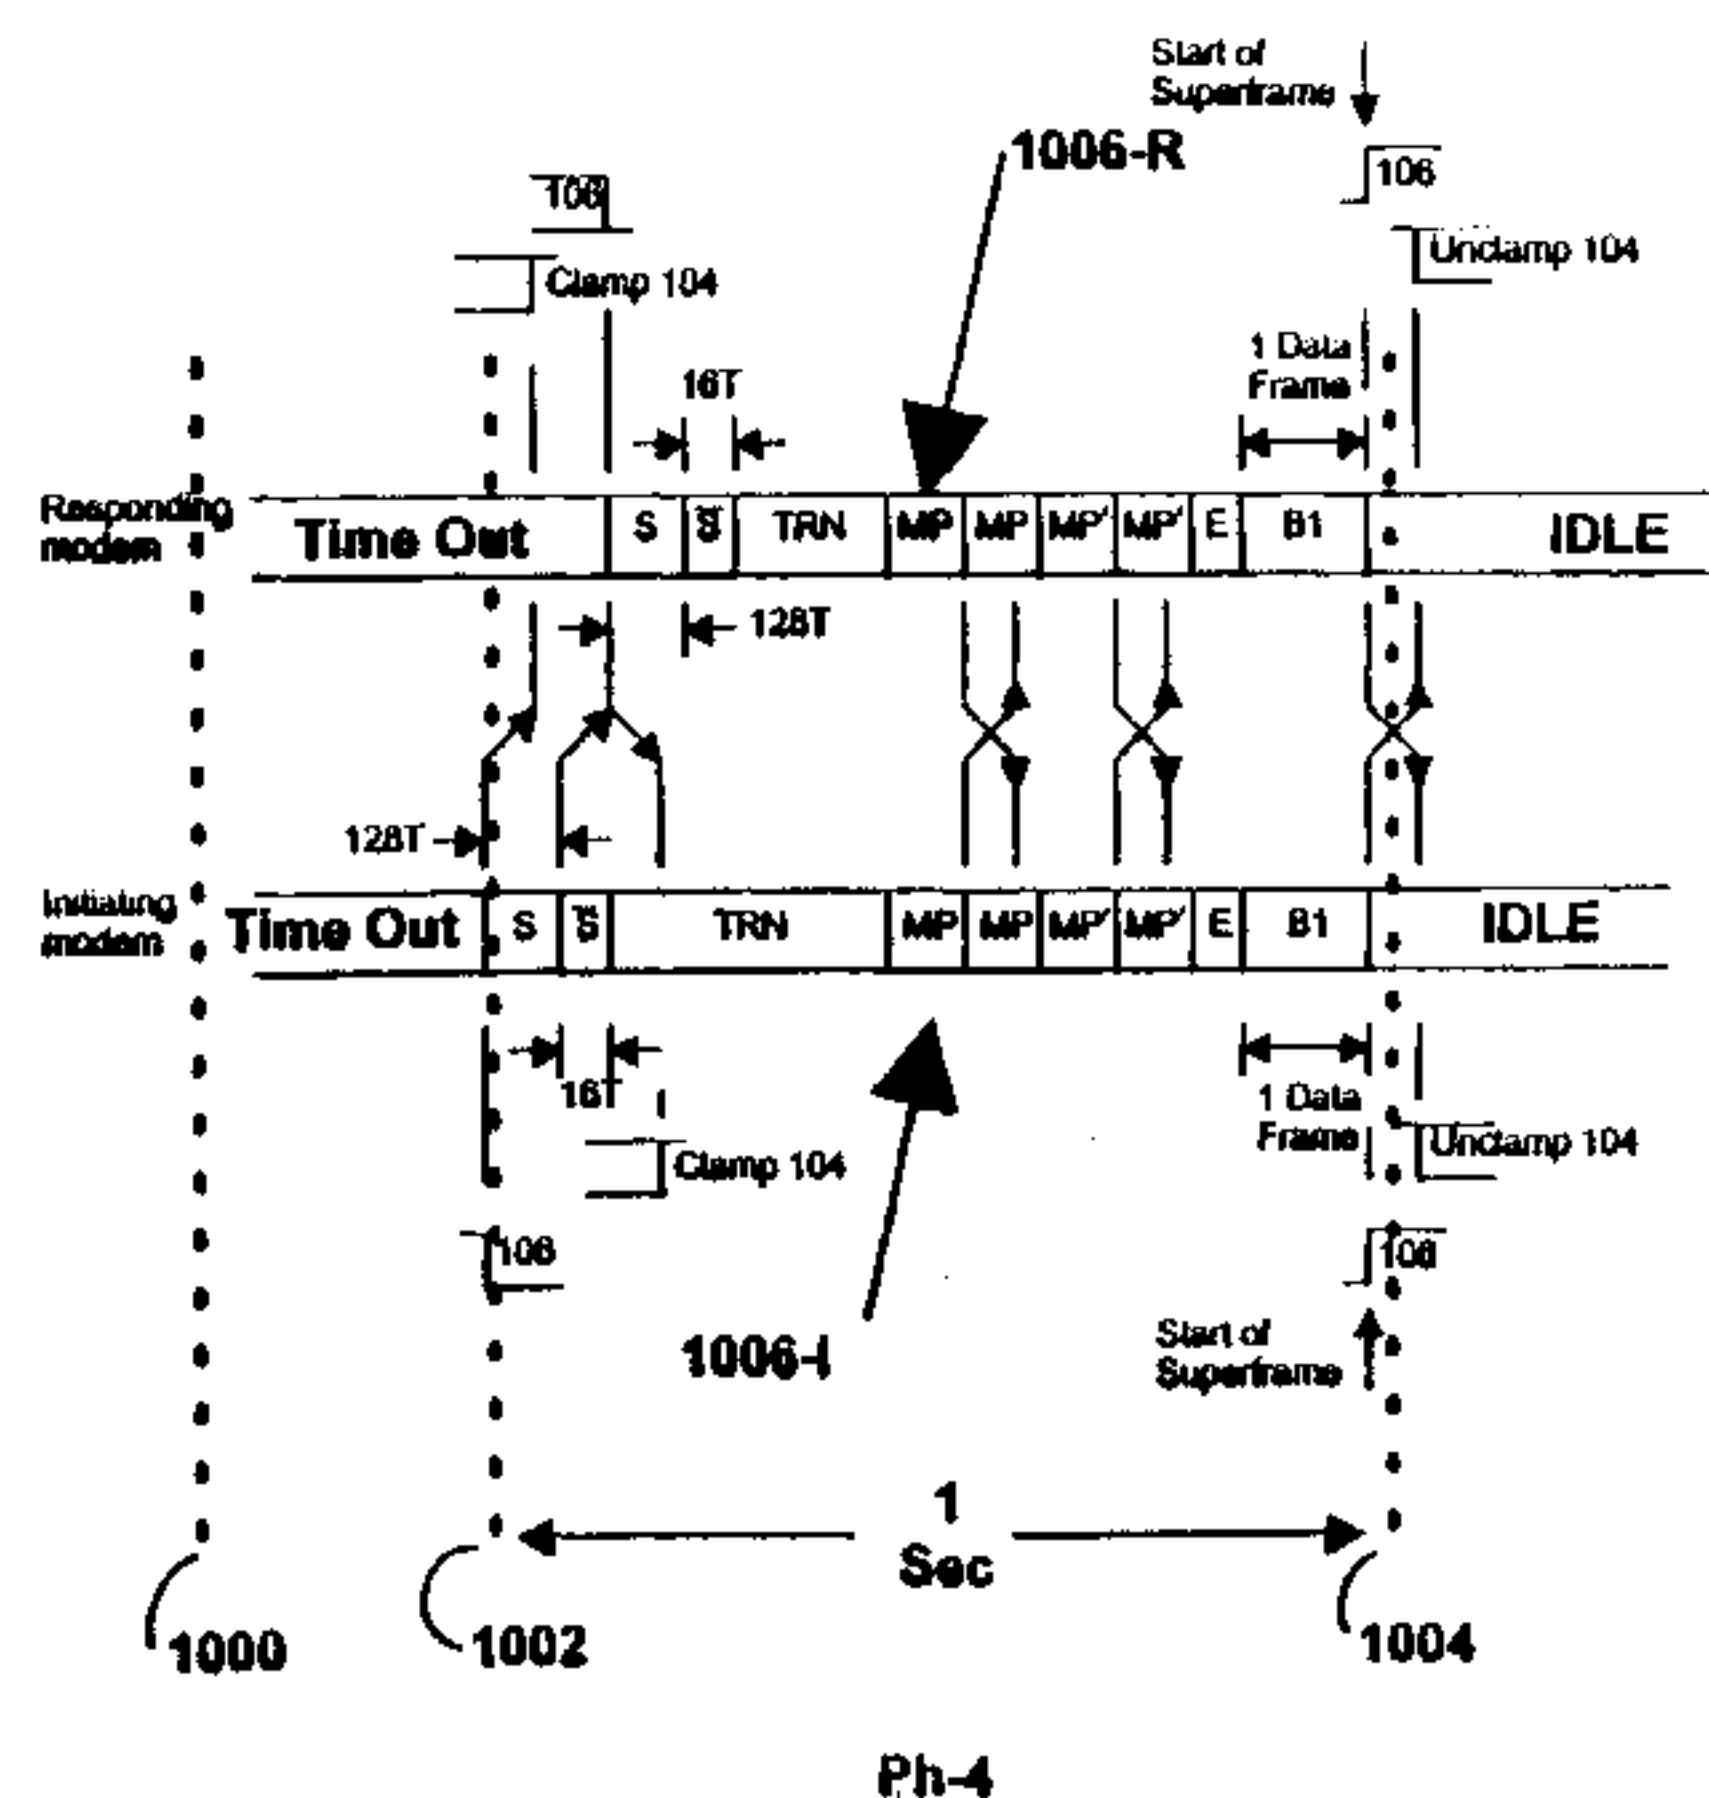 Start of
Superframe
1006-R
106
106
Unclamp 104
Clamp 104
1 Data
Frame
16T
Responding
modem
Time Out
S
S̅
TRN
MP
MP
MP'
MP'
E
B1
IDLE
128T
128T
Initiating
modem
Time Out
S
S̅
TRN
MP
MP
MP'
MP'
E
B1
IDLE
16T
1 Data
Frame
Unclamp 104
Clamp 104
106
106
1006-I
Start of
Superframe
1
Sec
1000
1002
1004
Ph-4